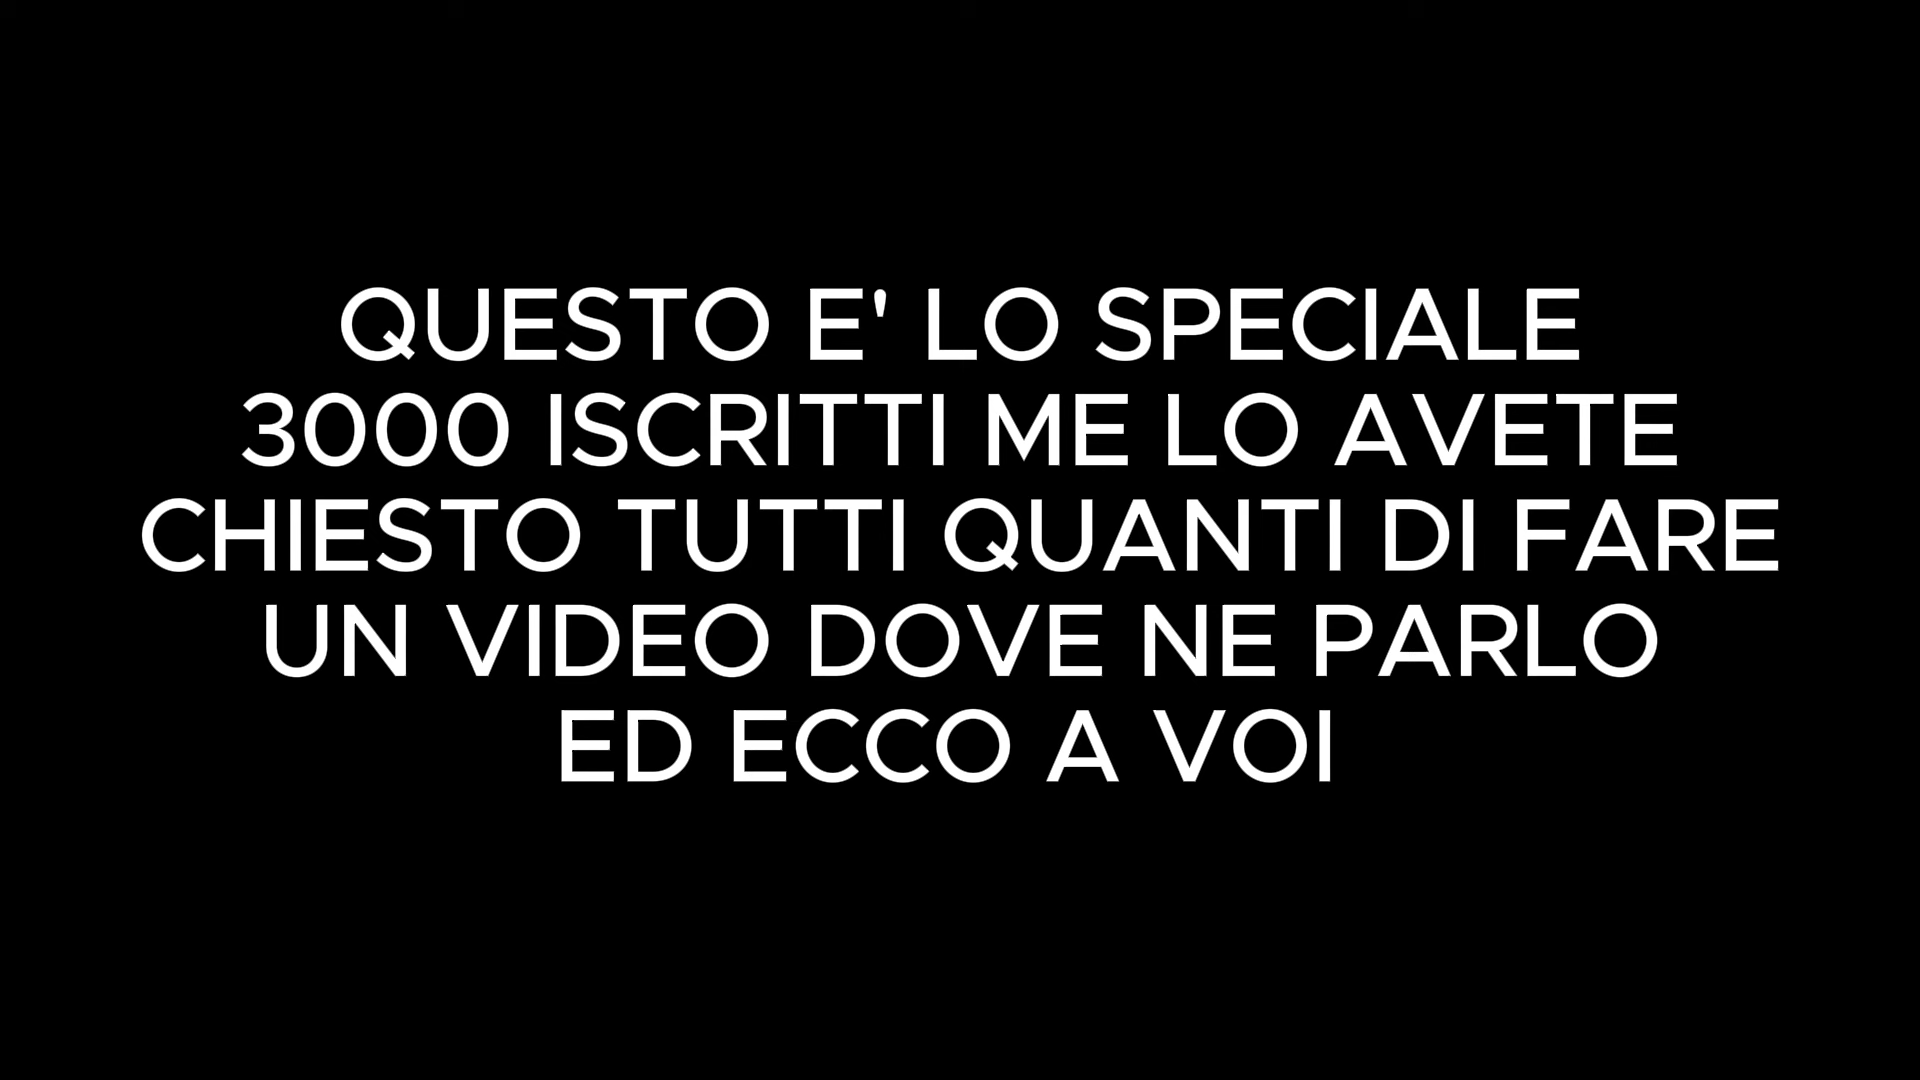 QUESTO E' LO SPECIALE
3000 ISCRITTI ME LO AVETE
CHIESTO TUTTI QUANTI DI FARE
UN VIDEO DOVE NE PARLO
ED ECCO A VOI